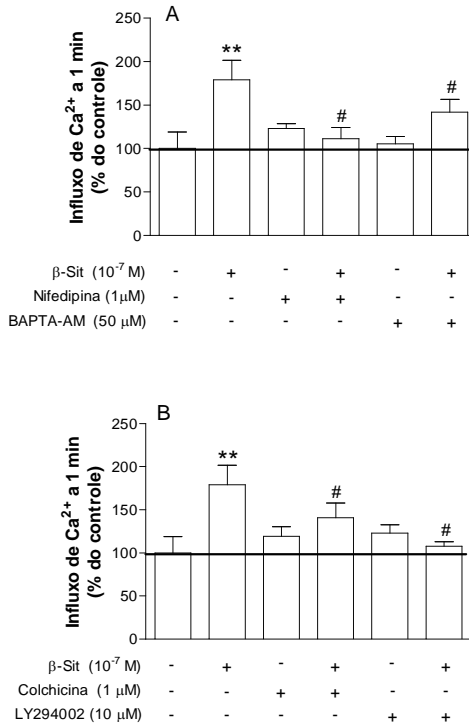 A
Influxo de Ca²⁺ a 1 min
(% do controle)
250
200
150
100
50
0
**
#
#
β-Sit (10⁻⁷ M) - + - + - +
Nifedipina (1μM) - - + + - -
BAPTA-AM (50 μM) - - - - + +
B
Influxo de Ca²⁺ a 1 min
(% do controle)
250
200
150
100
50
0
**
#
#
β-Sit (10⁻⁷ M) - + - + - +
Colchicina (1 μM) - - + + - -
LY294002 (10 μM) - - - - + +